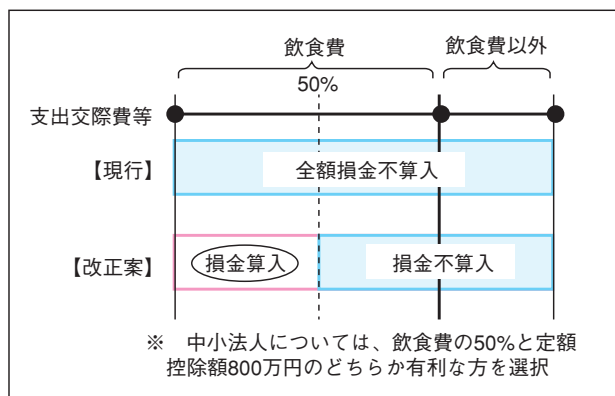 飲食費
飲食費以外
50%
支出交際費等
【現行】
全額損金不算入
【改正案】
損金算入
損金不算入
※ 中小法人については、飲食費の50%と定額
控除額800万円のどちらか有利な方を選択